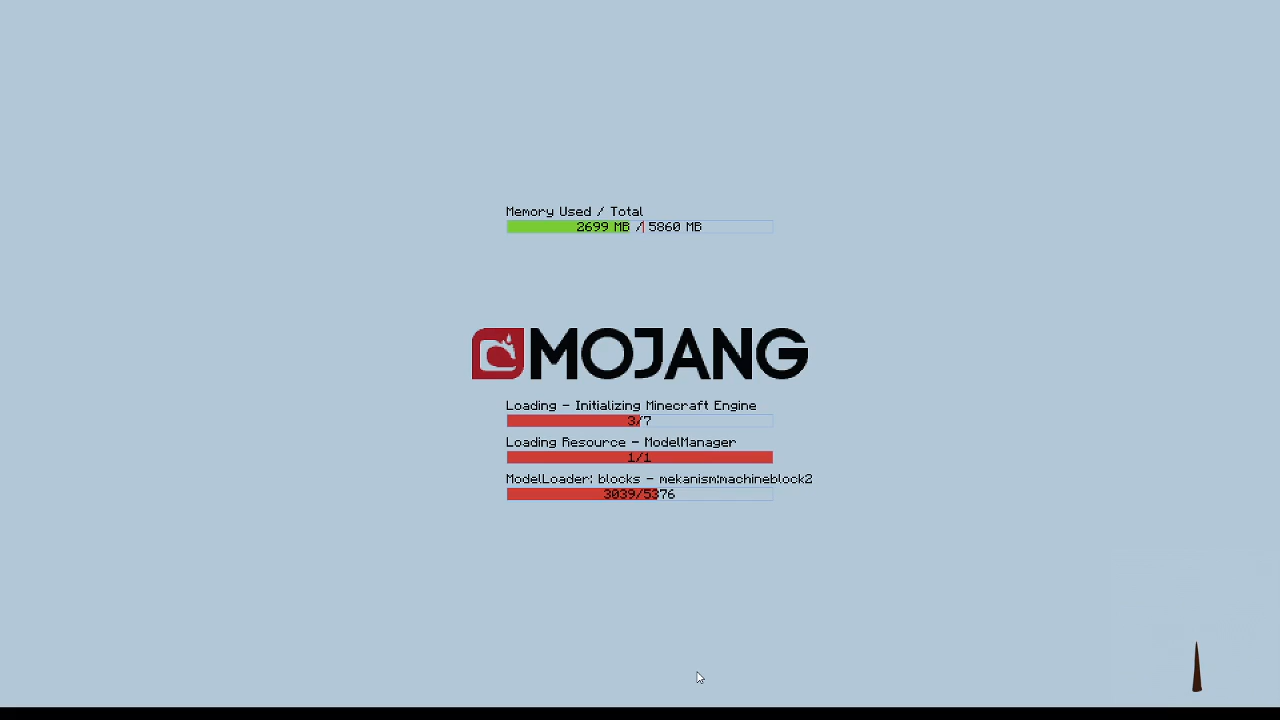 Memory Used / Total
2699 MB / 5860 MB
MOJANG
Loading - Initializing Minecraft Engine
3/7
Loading Resource - ModelManager
1/1
ModelLoader: blocks - mekanism:machineblock2
3039/5376